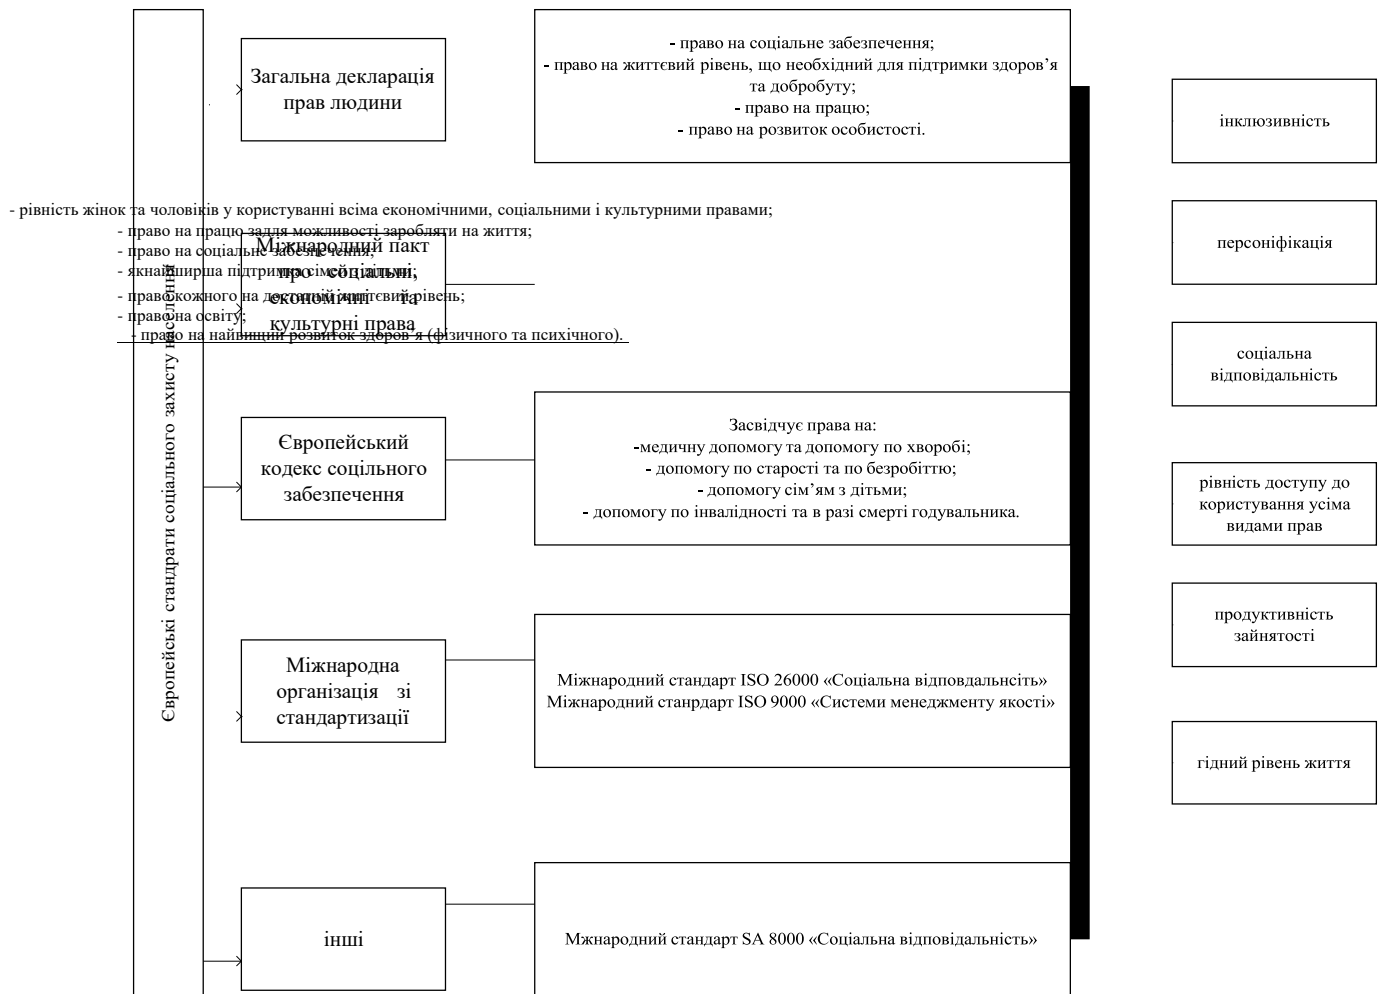 Європейські стандрати соціального захисту населення
Загальна декларація
прав людини
- право на соціальне забезпечення;
- право на життєвий рівень, що необхідний для підтримки здоров’я
та добробуту;
- право на працю;
- право на розвиток особистості.
- рівність жінок та чоловіків у користуванні всіма економічними, соціальними і культурними правами;
- право на працю задля можливості заробляти на життя;
- право на соціальне забезпечення;
- якнайширша підтримка сімей з дітьми;
- право кожного на достатній життєвий рівень;
- право на освіту;
- право на найвищий розвиток здоров’я (фізичного та психічного).
Міжнародний пакт
про соціальні,
економічні та
культурні права
Європейський
кодекс соцільного
забезпечення
Засвідчує права на:
-медичну допомогу та допомогу по хворобі;
- допомогу по старості та по безробіттю;
- допомогу сім’ям з дітьми;
- допомогу по інвалідності та в разі смерті годувальника.
Міжнародна
організація зі
стандартизації
Міжнародний стандарт ISO 26000 «Соціальна відповдальнсіть»
Міжнародний станрдарт ISO 9000 «Системи менеджменту якості»
інші
Мжнародний стандарт SA 8000 «Соціальна відповідальність»
інклюзивність
персоніфікація
соціальна
відповідальність
рівність доступу до
користування усіма
видами прав
продуктивність
зайнятості
гідний рівень життя